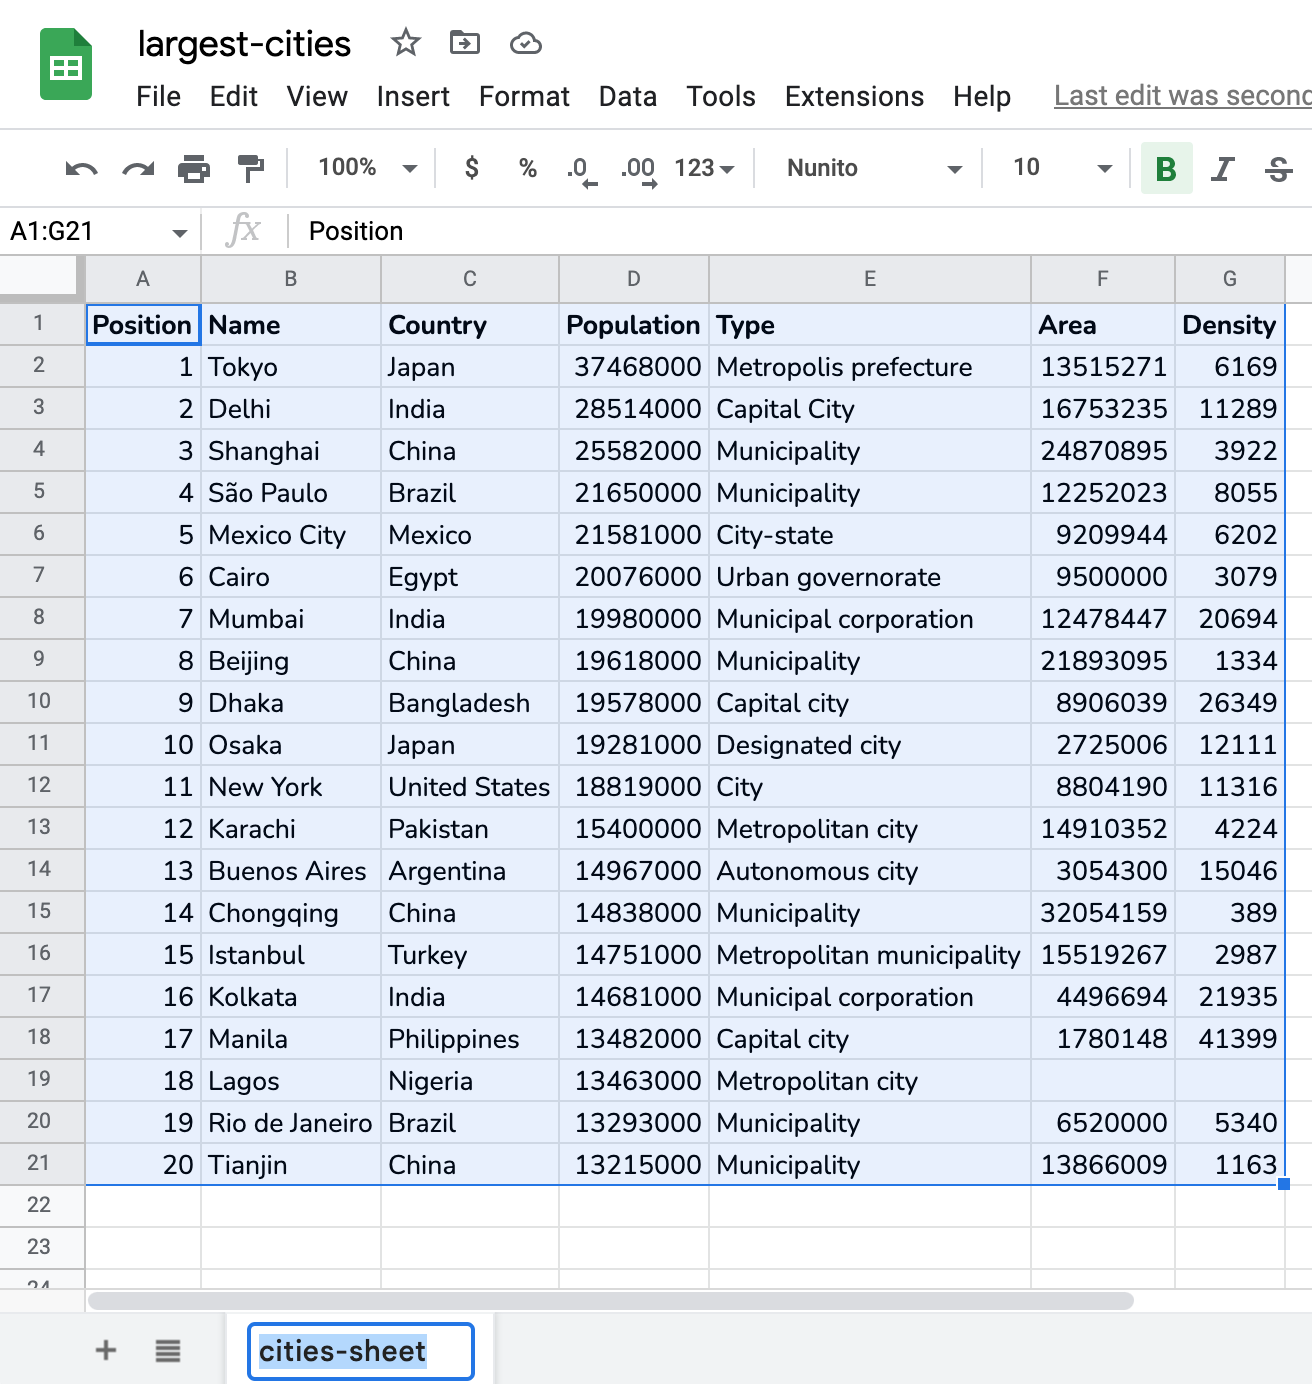 largest-cities
File Edit View Insert Format Data Tools Extensions Help Last edit was
100% $ % .0 .00 123 Nunito 10 B I S
A1:G21 fx Position
A B C D E F G
1 Position Name Country Population Type Area Density
2 1 Tokyo Japan 37468000 Metropolis prefecture 13515271 6169
3 2 Delhi India 28514000 Capital City 16753235 11289
4 3 Shanghai China 25582000 Municipality 24870895 3922
5 4 São Paulo Brazil 21650000 Municipality 12252023 8055
6 5 Mexico City Mexico 21581000 City-state 9209944 6202
7 6 Cairo Egypt 20076000 Urban governorate 9500000 3079
8 7 Mumbai India 19980000 Municipal corporation 12478447 20694
9 8 Beijing China 19618000 Municipality 21893095 1334
10 9 Dhaka Bangladesh 19578000 Capital city 8906039 26349
11 10 Osaka Japan 19281000 Designated city 2725006 12111
12 11 New York United States 18819000 City 8804190 11316
13 12 Karachi Pakistan 15400000 Metropolitan city 14910352 4224
14 13 Buenos Aires Argentina 14967000 Autonomous city 3054300 15046
15 14 Chongqing China 14838000 Municipality 32054159 389
16 15 Istanbul Turkey 14751000 Metropolitan municipality 15519267 2987
17 16 Kolkata India 14681000 Municipal corporation 4496694 21935
18 17 Manila Philippines 13482000 Capital city 1780148 41399
19 18 Lagos Nigeria 13463000 Metropolitan city
20 19 Rio de Janeiro Brazil 13293000 Municipality 6520000 5340
21 20 Tianjin China 13215000 Municipality 13866009 1163
22
23
24
cities-sheet